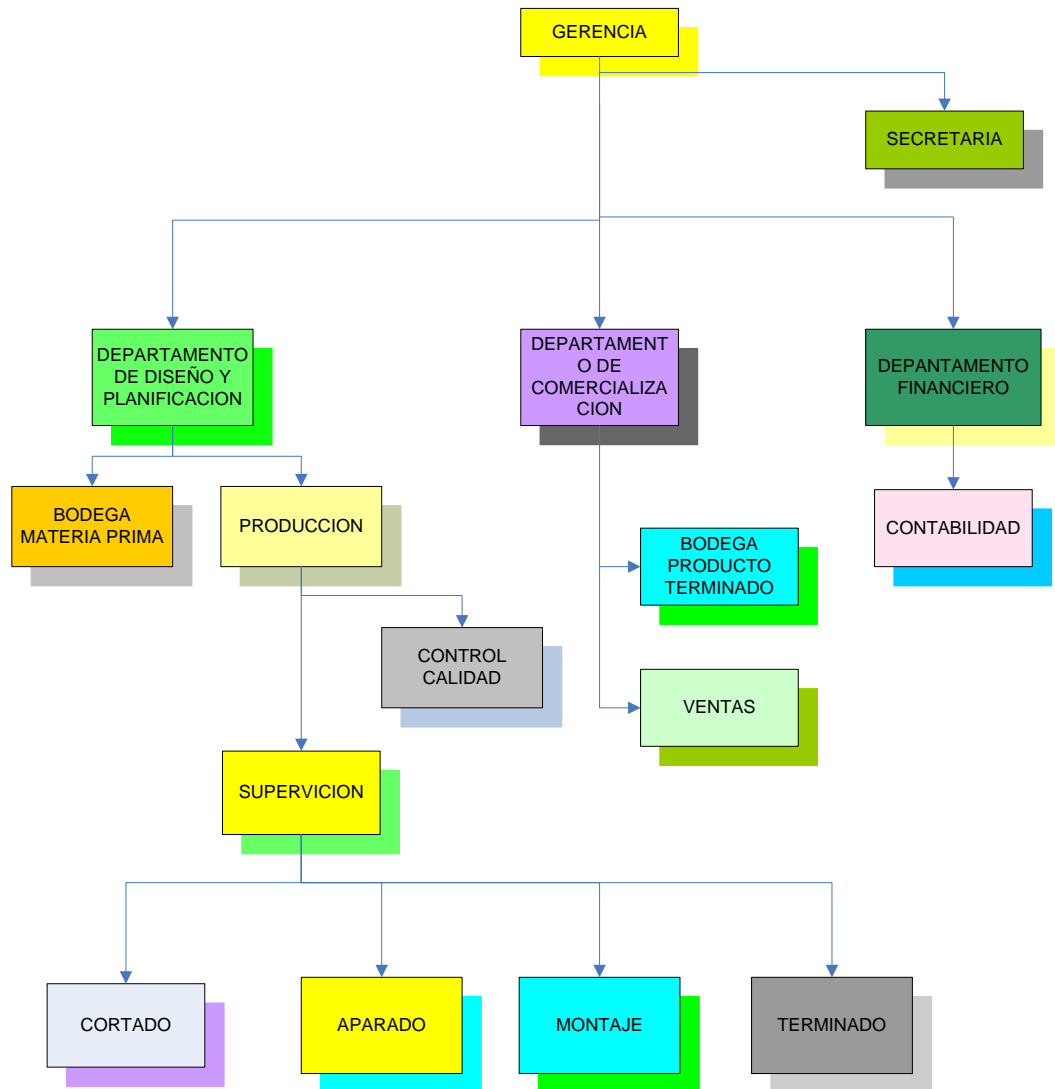 GERENCIA
SECRETARIA
DEPARTAMENTO
DE DISEÑO Y
PLANIFICACION
DEPARTAMENT
O DE
COMERCIALIZA
CION
DEPANTAMENTO
FINANCIERO
BODEGA
MATERIA PRIMA
PRODUCCION
CONTABILIDAD
BODEGA
PRODUCTO
TERMINADO
CONTROL
CALIDAD
VENTAS
SUPERVICION
CORTADO
APARADO
MONTAJE
TERMINADO